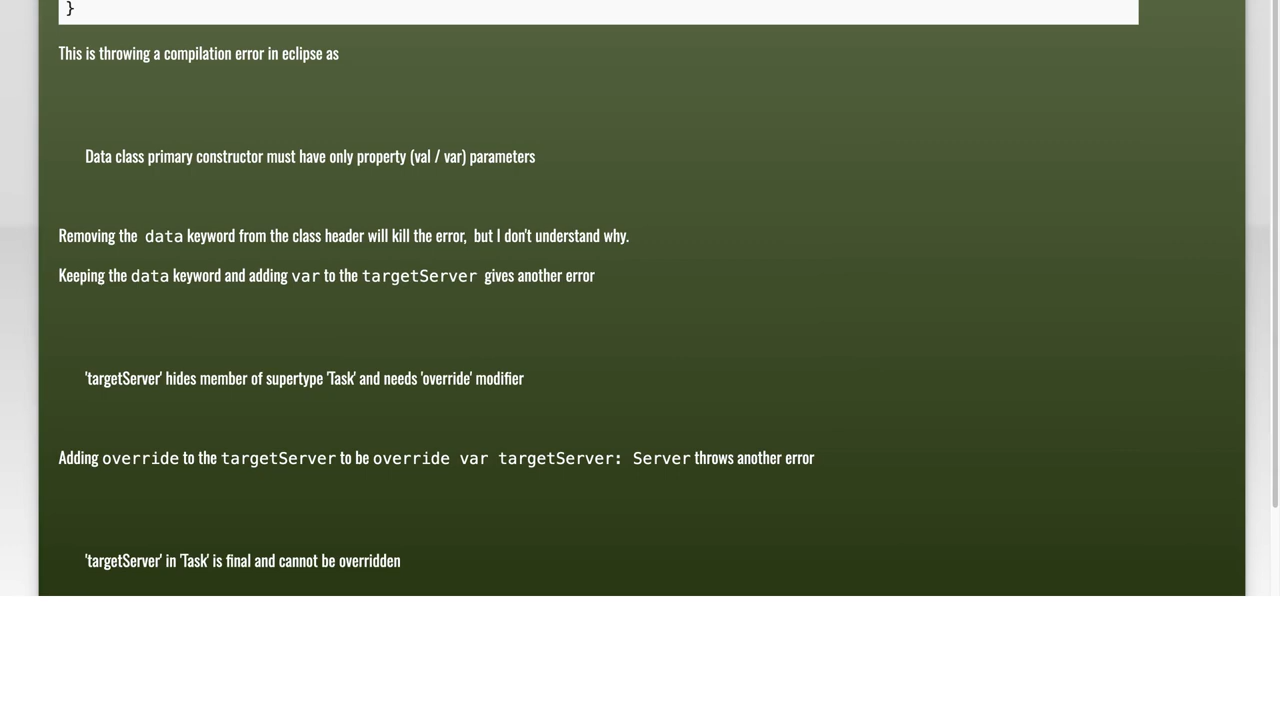 }
This is throwing a compilation error in eclipse as
Data class primary constructor must have only property (val / var) parameters
Removing the data keyword from the class header will kill the error, but I don't understand why.
Keeping the data keyword and adding var to the targetServer gives another error
'targetServer' hides member of supertype 'Task' and needs 'override' modifier
Adding override to the targetServer to be override var targetServer: Server throws another error
'targetServer' in 'Task' is final and cannot be overridden